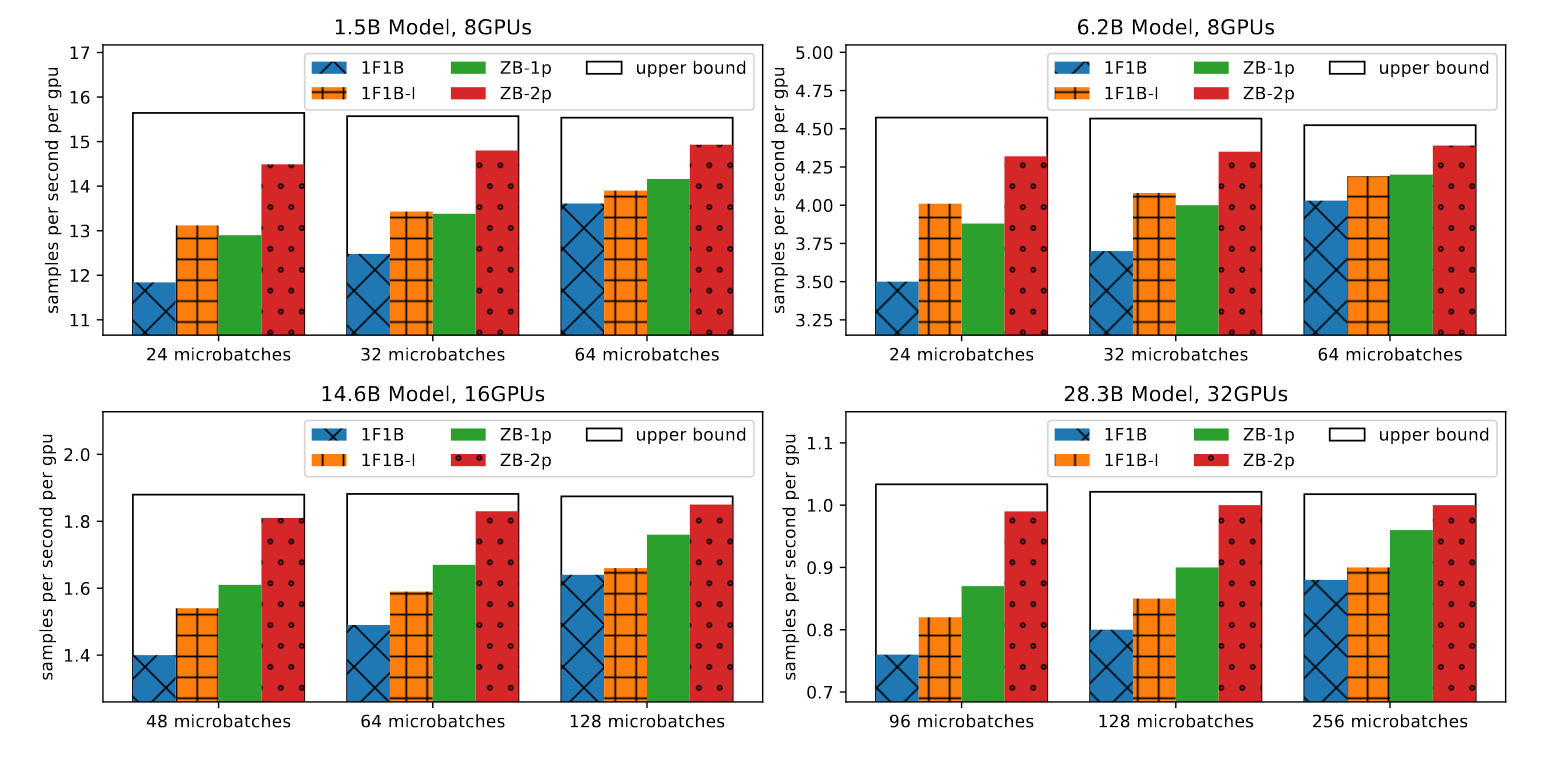 1.5B Model, 8GPUs
samples per second per gpu
17
16
15
14
13
12
11
1F1B
ZB-1p
upper bound
1F1B-I
ZB-2p
24 microbatches
32 microbatches
64 microbatches
6.2B Model, 8GPUs
samples per second per gpu
5.00
4.75
4.50
4.25
4.00
3.75
3.50
3.25
1F1B
ZB-1p
upper bound
1F1B-I
ZB-2p
24 microbatches
32 microbatches
64 microbatches
14.6B Model, 16GPUs
samples per second per gpu
2.0
1.8
1.6
1.4
1F1B
ZB-1p
upper bound
1F1B-I
ZB-2p
48 microbatches
64 microbatches
128 microbatches
28.3B Model, 32GPUs
samples per second per gpu
1.1
1.0
0.9
0.8
0.7
1F1B
ZB-1p
upper bound
1F1B-I
ZB-2p
96 microbatches
128 microbatches
256 microbatches